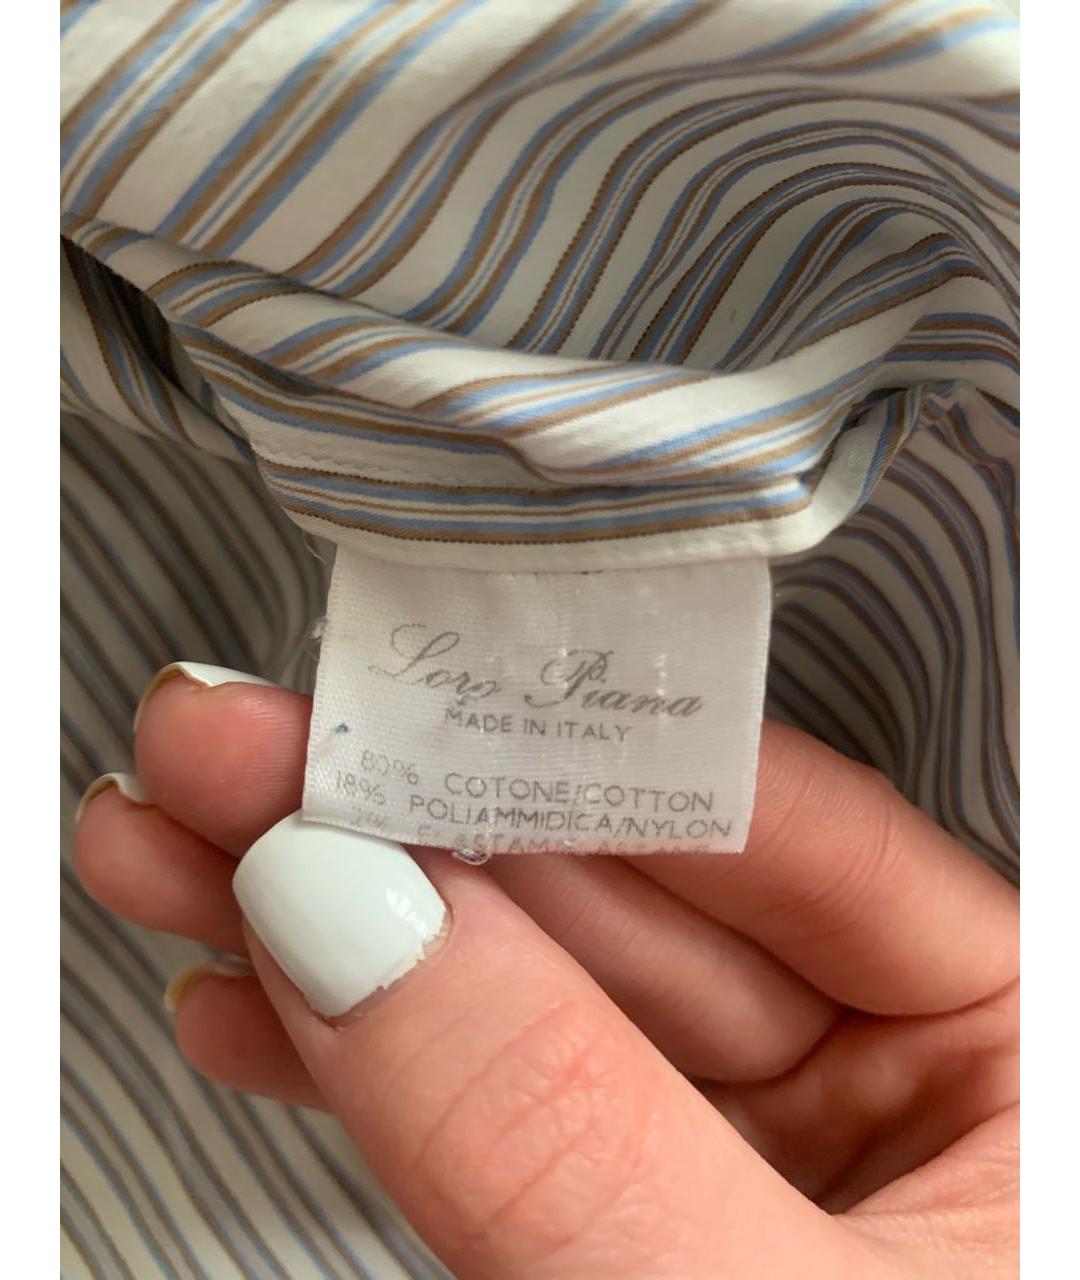 Loro Piana
MADE IN ITALY
80% COTONE/COTTON
18% POLIAMMIDICA/NYLON